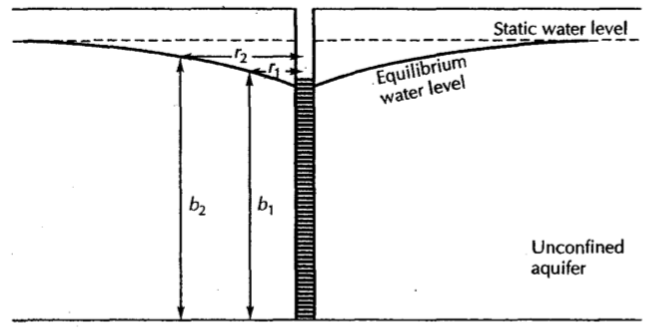 Static water level
r₂
r₁
Equilibrium
water level
b₂
b₁
Unconfined
aquifer